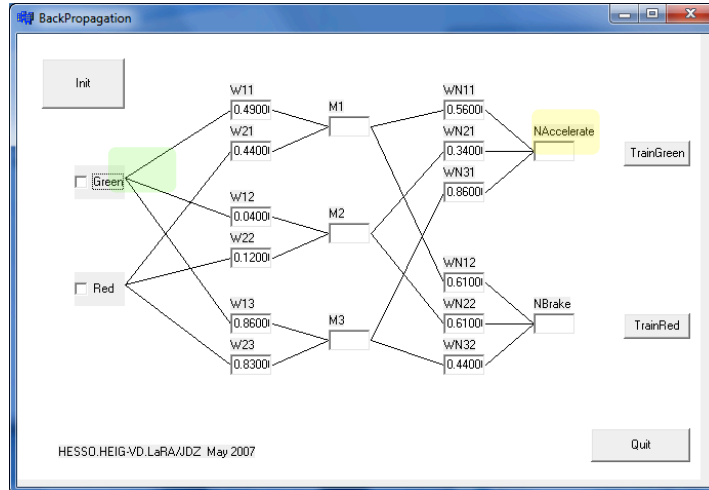 BackPropagation
Init
W11
0.4900
W21
0.4400
M1
WN11
0.5600
WN21
0.3400
WN31
0.8600
NAccelerate
TrainGreen
Green
W12
0.0400
W22
0.1200
M2
Red
W13
0.8600
W23
0.8300
M3
WN12
0.6100
WN22
0.6100
WN32
0.4400
NBrake
TrainRed
HESSO.HEIG-VD.LaRA/JDZ May 2007
Quit